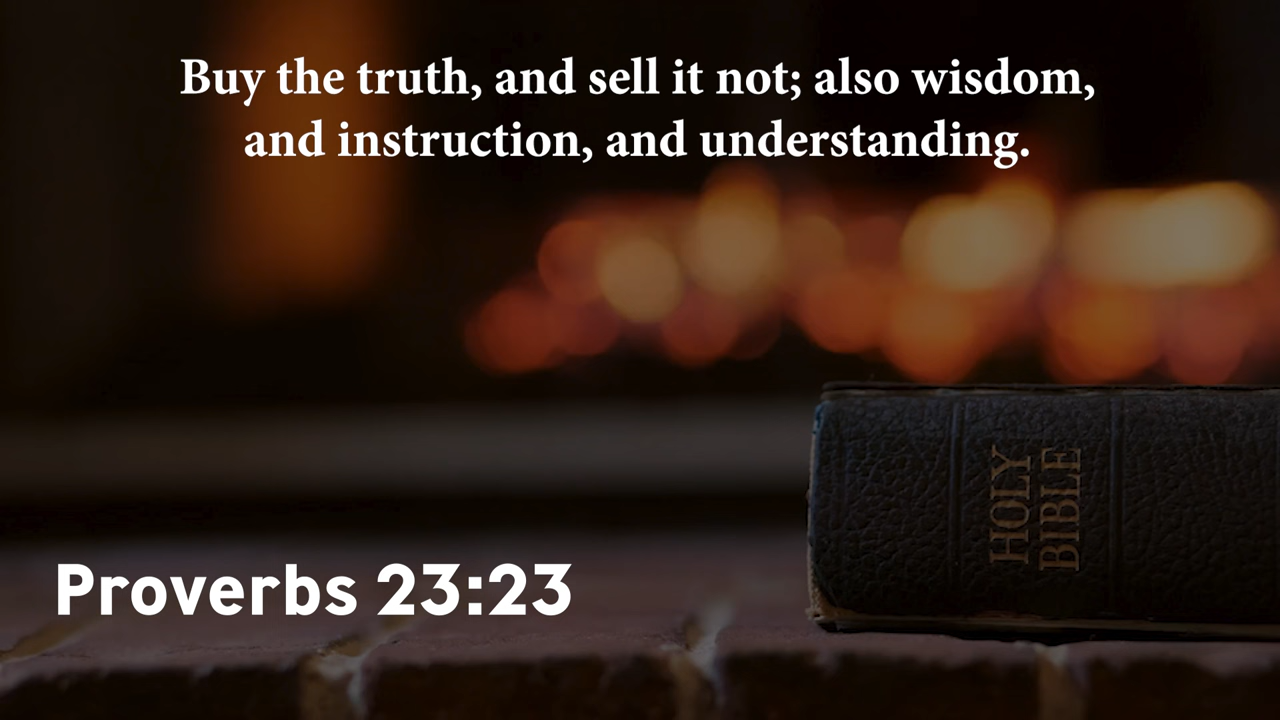 Buy the truth, and sell it not; also wisdom,
and instruction, and understanding.
HOLY
BIBLE
Proverbs 23:23